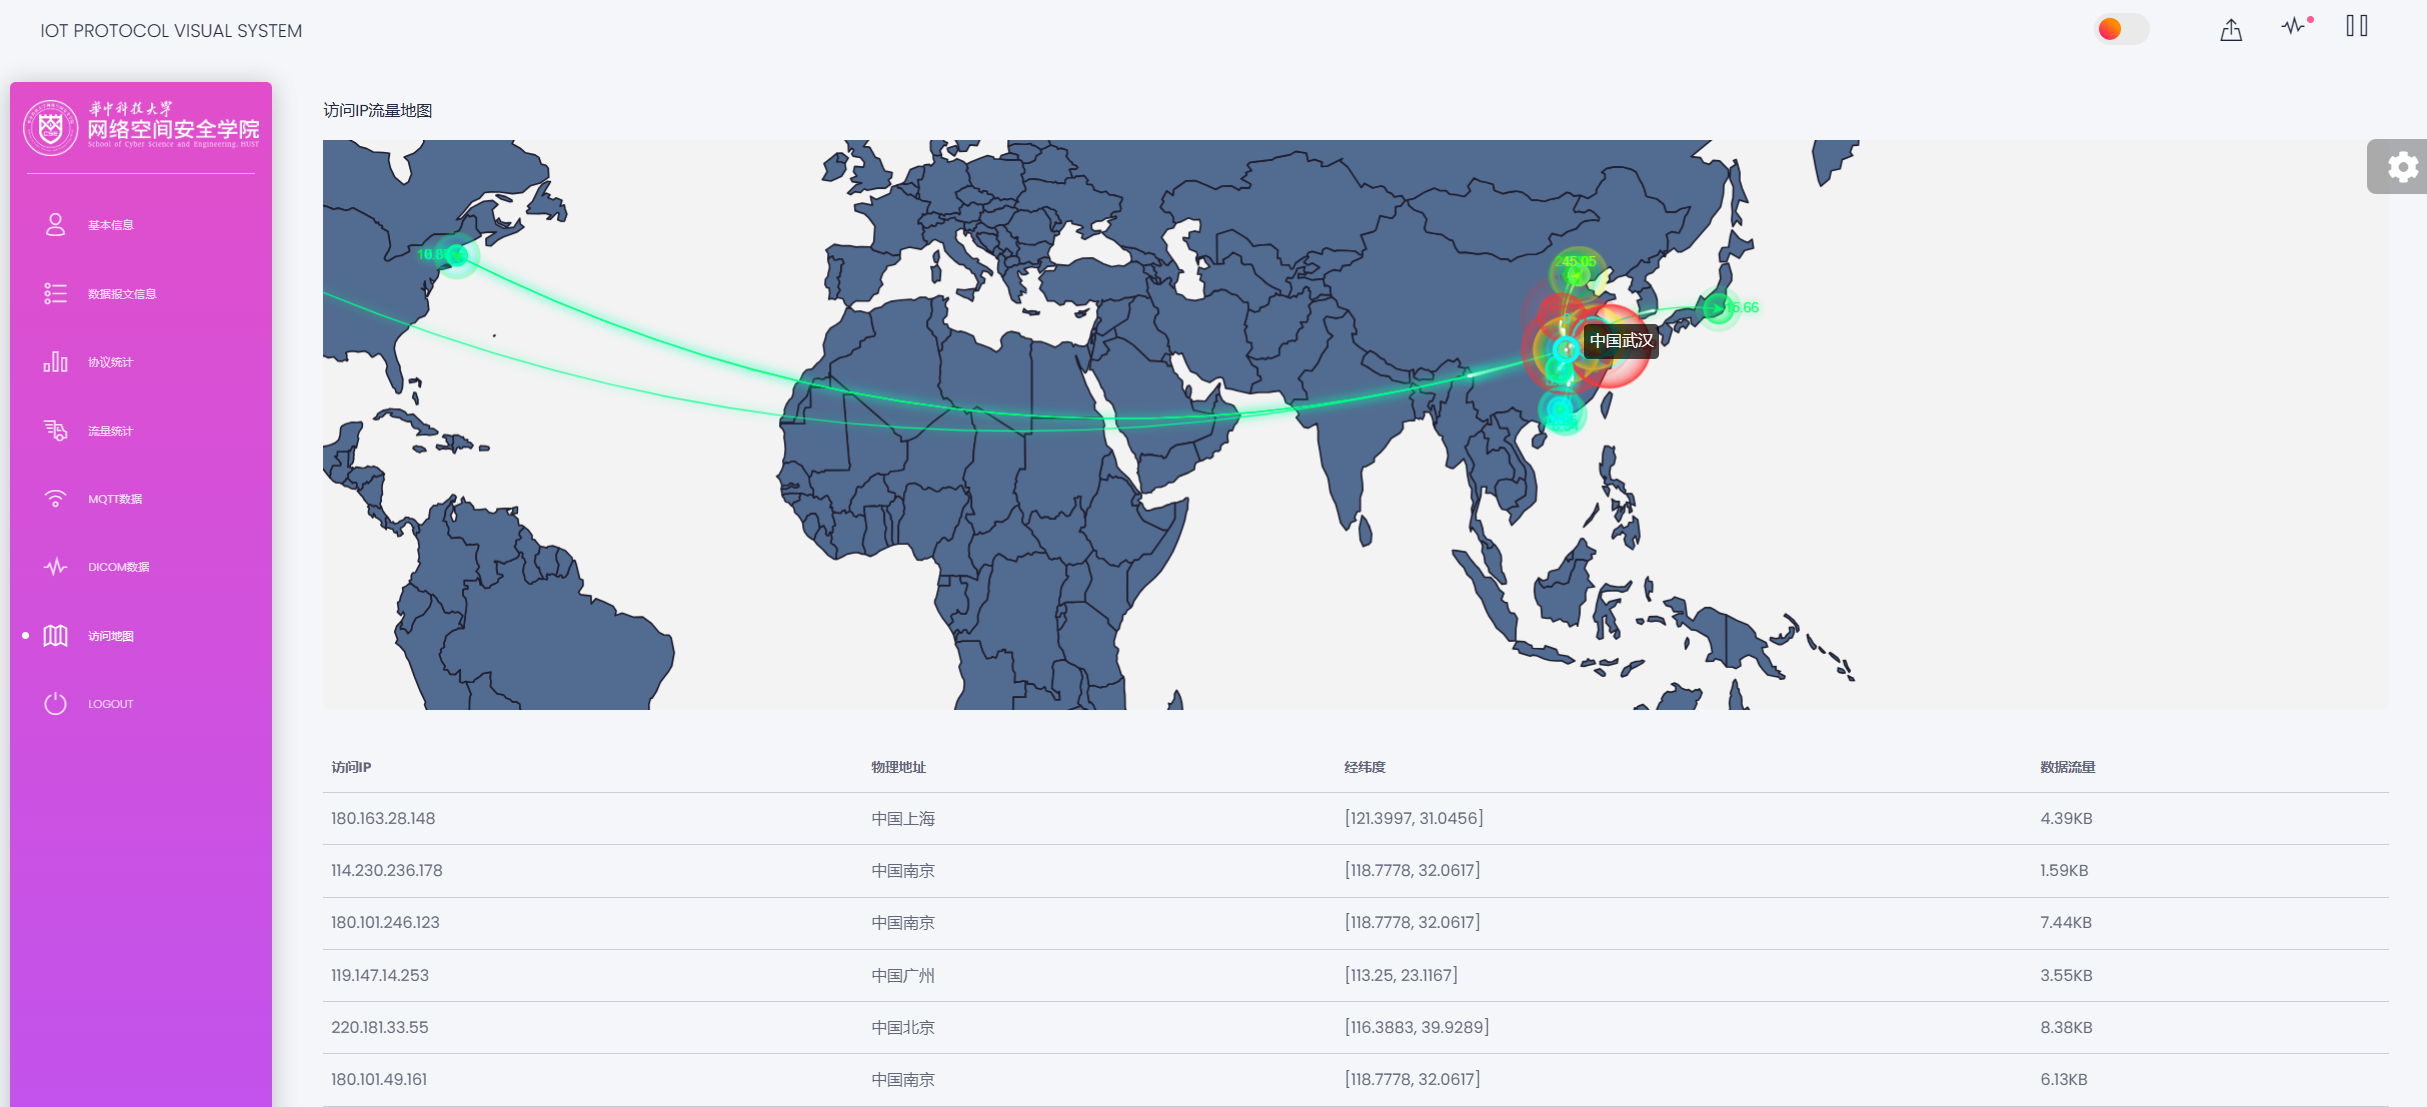 IOT PROTOCOL VISUAL SYSTEM
華中科技大学
网络空间安全学院
School of Cyber Science and Engineering, HUST
基本信息
数据报文信息
协议统计
流量统计
MQTT数据
DICOM数据
访问地图
LOGOUT
访问IP流量地图
15.66
中国武汉
访问IP 物理地址 经纬度 数据流量
180.163.28.148 中国上海 [121.3997, 31.0456] 4.39KB
114.230.236.178 中国南京 [118.7778, 32.0617] 1.59KB
180.101.246.123 中国南京 [118.7778, 32.0617] 7.44KB
119.147.14.253 中国广州 [113.25, 23.1167] 3.55KB
220.181.33.55 中国北京 [116.3883, 39.9289] 8.38KB
180.101.49.161 中国南京 [118.7778, 32.0617] 6.13KB